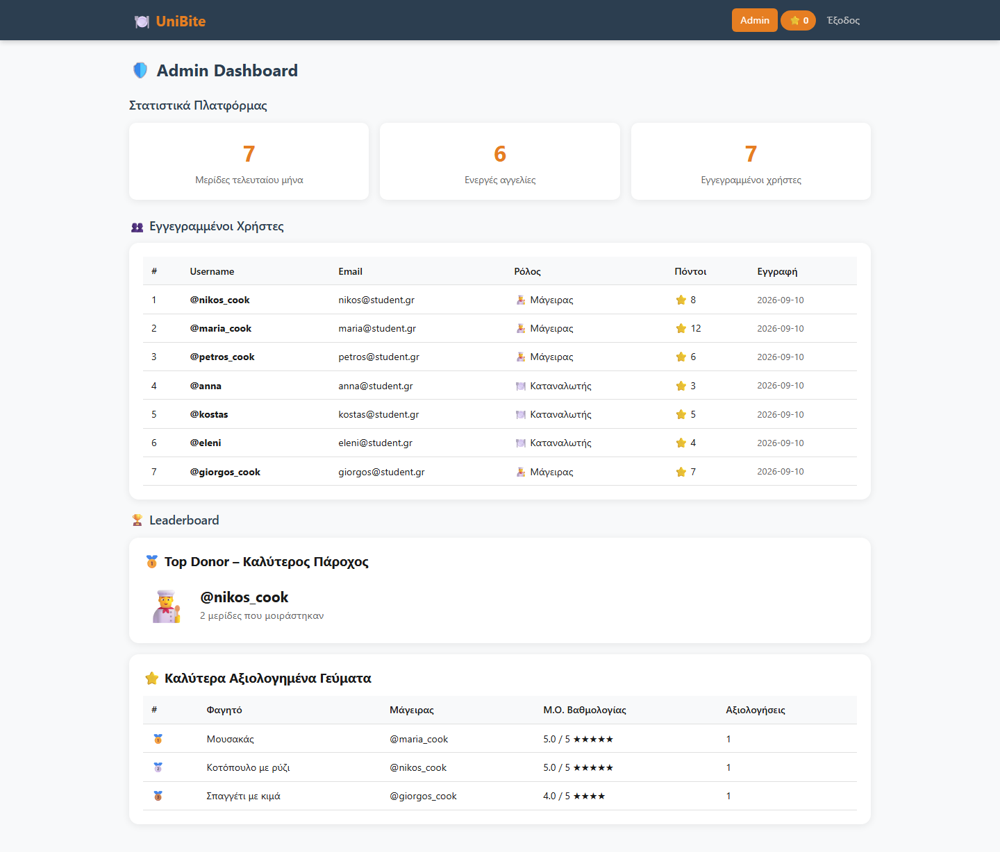 UniBite
Admin 0 Έξοδος
Admin Dashboard
Στατιστικά Πλατφόρμας
7 6 7
Μερίδες τελευταίου μήνα Ενεργές αγγελίες Εγγεγραμμένοι χρήστες
Εγγεγραμμένοι Χρήστες
# Username Email Ρόλος Πόντοι Εγγραφή
1 @nikos_cook nikos@student.gr Μάγειρας 8 2026-09-10
2 @maria_cook maria@student.gr Μάγειρας 12 2026-09-10
3 @petros_cook petros@student.gr Μάγειρας 6 2026-09-10
4 @anna anna@student.gr Καταναλωτής 3 2026-09-10
5 @kostas kostas@student.gr Καταναλωτής 5 2026-09-10
6 @eleni eleni@student.gr Καταναλωτής 4 2026-09-10
7 @giorgos_cook giorgos@student.gr Μάγειρας 7 2026-09-10
Leaderboard
Top Donor – Καλύτερος Πάροχος
@nikos_cook
2 μερίδες που μοιράστηκαν
Καλύτερα Αξιολογημένα Γεύματα
# Φαγητό Μάγειρας Μ.Ο. Βαθμολογίας Αξιολογήσεις
Μουσακάς @maria_cook 5.0 / 5 ★★★★★ 1
Κοτόπουλο με ρύζι @nikos_cook 5.0 / 5 ★★★★★ 1
Σπαγγέτι με κιμά @giorgos_cook 4.0 / 5 ★★★★ 1